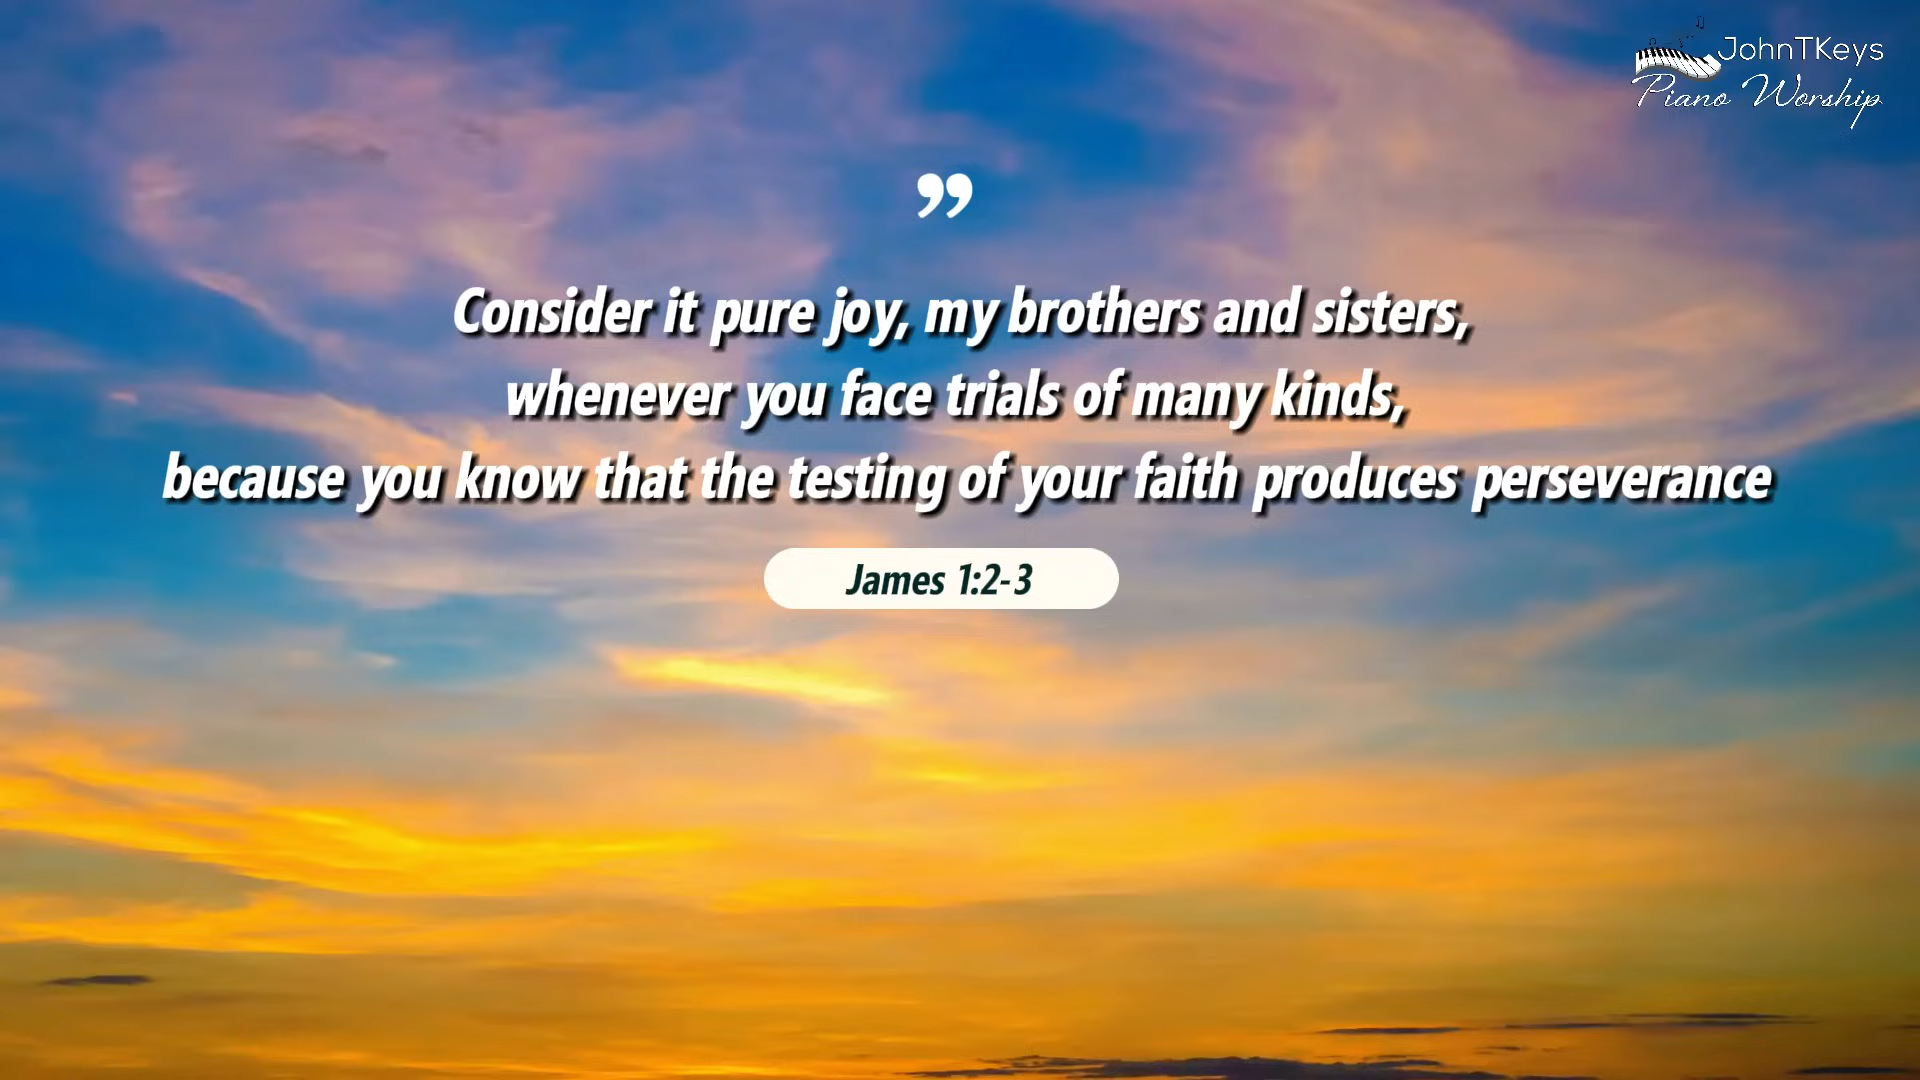 JohnTKeys
Piano Worship
”
Consider it pure joy, my brothers and sisters,
whenever you face trials of many kinds,
because you know that the testing of your faith produces perseverance
James 1:2-3